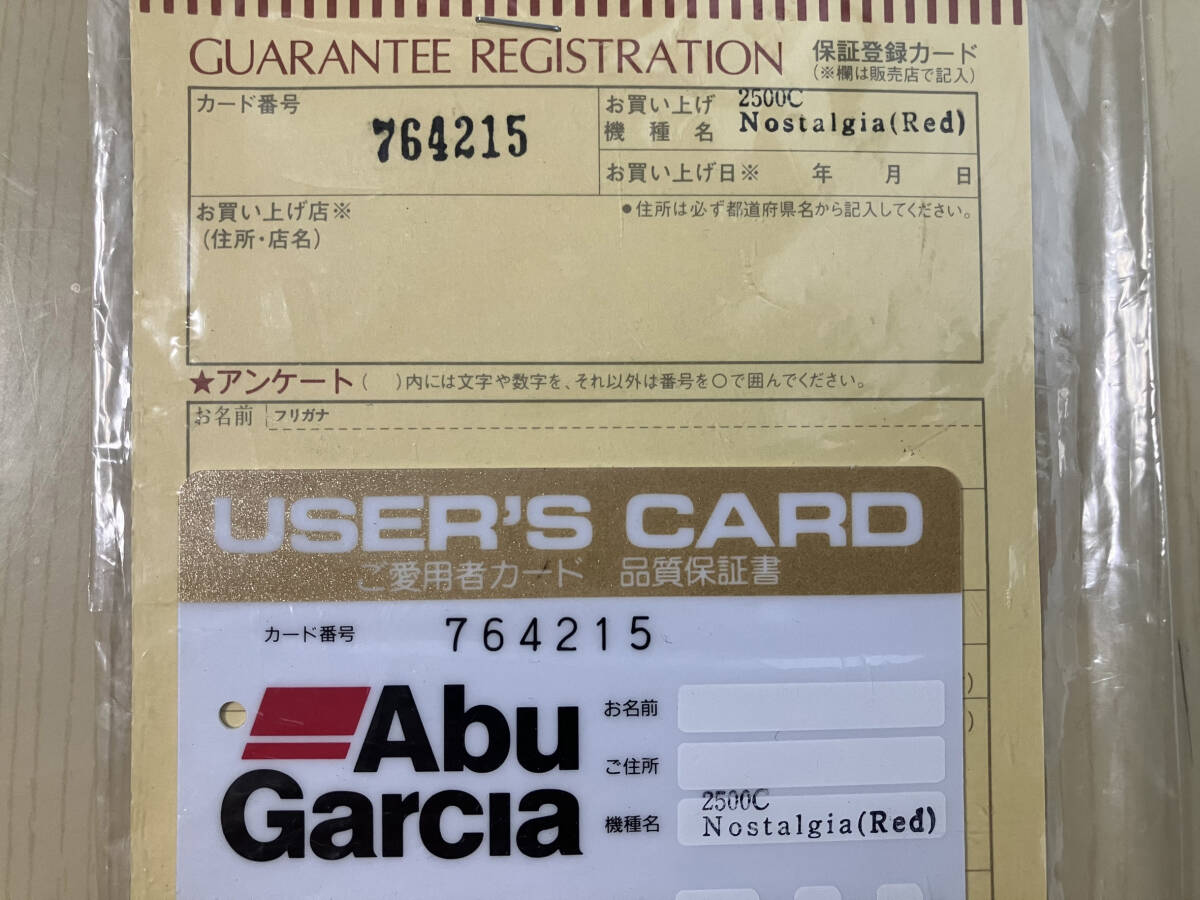 GUARANTEE REGISTRATION
保証登録カード
(※欄は販売店で記入)
カード番号
764215
お買い上げ
機種名
2500C
Nostalgia(Red)
お買い上げ日※ 年 月 日
お買い上げ店※
(住所・店名)
●住所は必ず都道府県名から記入してください。
★アンケート( )内には文字や数字を、それ以外は番号を○で囲んでください。
お名前 フリガナ
USER'S CARD
ご愛用者カード 品質保証書
カード番号 764215
Abu
Garcia
お名前
ご住所
機種名
2500C
Nostalgia(Red)
)
)